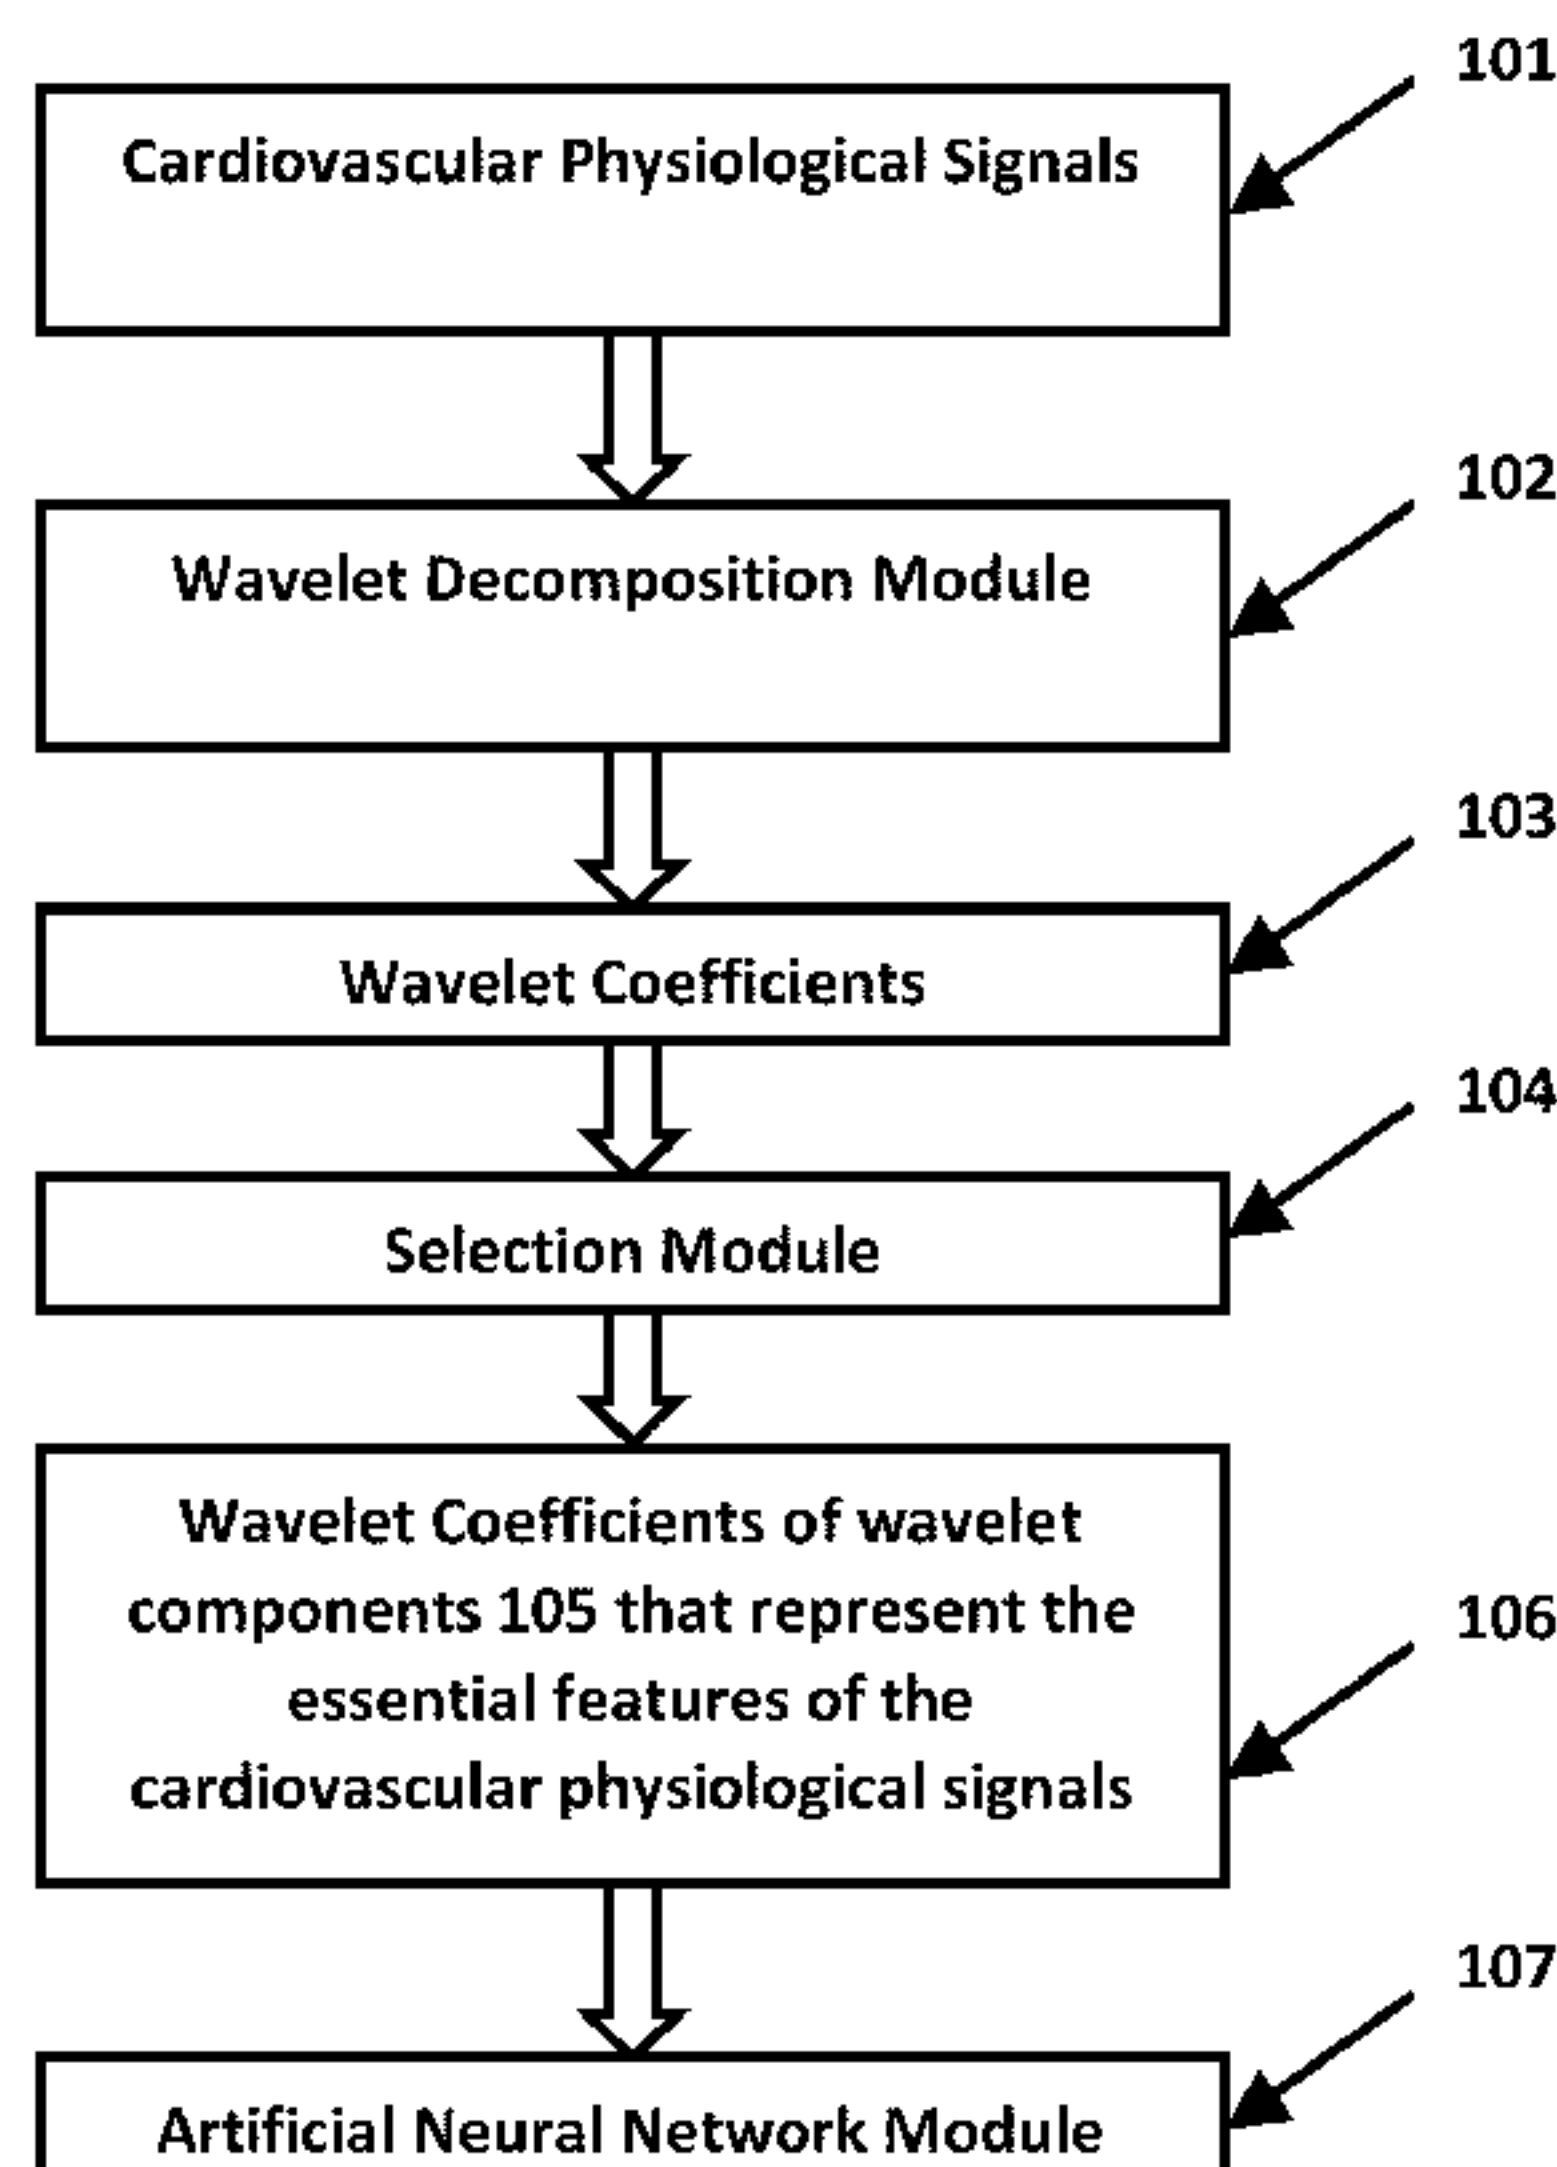 101
Cardiovascular Physiological Signals
102
Wavelet Decomposition Module
103
Wavelet Coefficients
104
Selection Module
Wavelet Coefficients of wavelet
components 105 that represent the
106
essential features of the
cardiovascular physiological signals
107
Artificial Neural Network Module